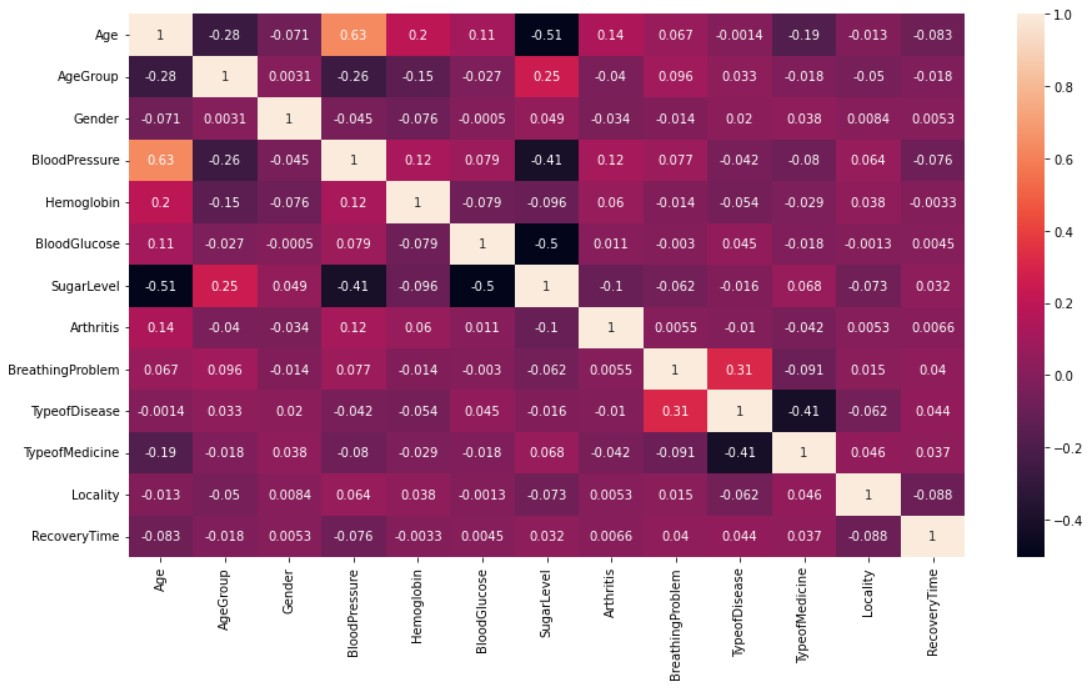 Age 1 -0.28 -0.071 0.63 0.2 0.11 -0.51 0.14 0.067 -0.0014 -0.19 -0.013 -0.083
AgeGroup -0.28 1 0.0031 -0.26 -0.15 -0.027 0.25 -0.04 0.096 0.033 -0.018 -0.05 -0.018
Gender -0.071 0.0031 1 -0.045 -0.076 -0.0005 0.049 -0.034 -0.014 0.02 0.038 0.0084 0.0053
BloodPressure 0.63 -0.26 -0.045 1 0.12 0.079 -0.41 0.12 0.077 -0.042 -0.08 0.064 -0.076
Hemoglobin 0.2 -0.15 -0.076 0.12 1 -0.079 -0.096 0.06 -0.014 -0.054 -0.029 0.038 -0.0033
BloodGlucose 0.11 -0.027 -0.0005 0.079 -0.079 1 -0.5 0.011 -0.003 0.045 -0.018 -0.0013 0.0045
SugarLevel -0.51 0.25 0.049 -0.41 -0.096 -0.5 1 -0.1 -0.062 -0.016 0.068 -0.073 0.032
Arthritis 0.14 -0.04 -0.034 0.12 0.06 0.011 -0.1 1 0.0055 -0.01 -0.042 0.0053 0.0066
BreathingProblem 0.067 0.096 -0.014 0.077 -0.014 -0.003 -0.062 0.0055 1 0.31 -0.091 0.015 0.04
TypeofDisease -0.0014 0.033 0.02 -0.042 -0.054 0.045 -0.016 -0.01 0.31 1 -0.41 -0.062 0.044
TypeofMedicine -0.19 -0.018 0.038 -0.08 -0.029 -0.018 0.068 -0.042 -0.091 -0.41 1 0.046 0.037
Locality -0.013 -0.05 0.0084 0.064 0.038 -0.0013 -0.073 0.0053 0.015 -0.062 0.046 1 -0.088
RecoveryTime -0.083 -0.018 0.0053 -0.076 -0.0033 0.0045 0.032 0.0066 0.04 0.044 0.037 -0.088 1
Age
AgeGroup
Gender
BloodPressure
Hemoglobin
BloodGlucose
SugarLevel
Arthritis
BreathingProblem
TypeofDisease
TypeofMedicine
Locality
RecoveryTime
1.0
0.8
0.6
0.4
0.2
0.0
−0.2
−0.4